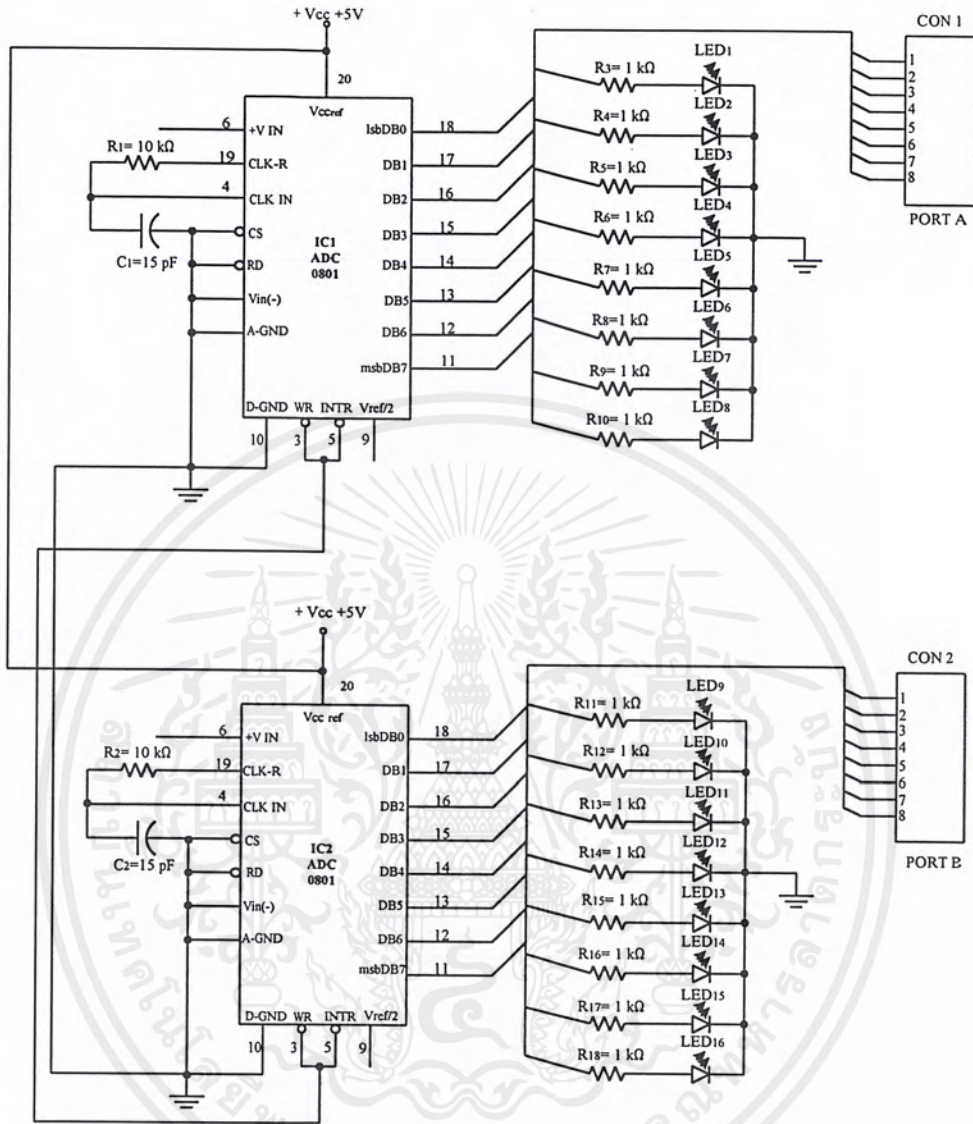 + Vcc +5V
CON 1
20
Vccref
6
+V IN
R1= 10 kΩ
19
CLK-R
4
CLK IN
C1=15 pF
CS
RD
Vin(-)
A-GND
IC1
ADC
0801
lsbDB0
18
DB1
17
DB2
16
DB3
15
DB4
14
DB5
13
DB6
12
msbDB7
11
D-GND
WR
INTR
Vref/2
10
3
5
9
R3= 1 kΩ
LED1
R4= 1 kΩ
LED2
R5=1 kΩ
LED3
R6= 1 kΩ
LED4
R7= 1 kΩ
LED5
R8= 1 kΩ
LED6
R9= 1 kΩ
LED7
R10= 1 kΩ
LED8
1
2
3
4
5
6
7
8
PORT A
+ Vcc +5V
CON 2
20
Vcc ref
6
+V IN
R2= 10 kΩ
19
CLK-R
4
CLK IN
C2=15 pF
CS
RD
Vin(-)
A-GND
IC2
ADC
0801
lsbDB0
18
DB1
17
DB2
16
DB3
15
DB4
14
DB5
13
DB6
12
msbDB7
11
D-GND
WR
INTR
Vref/2
10
3
5
9
R11= 1 kΩ
LED9
R12= 1 kΩ
LED10
R13= 1 kΩ
LED11
R14= 1 kΩ
LED12
R15= 1 kΩ
LED13
R16= 1 kΩ
LED14
R17= 1 kΩ
LED15
R18= 1 kΩ
LED16
1
2
3
4
5
6
7
8
PORT B